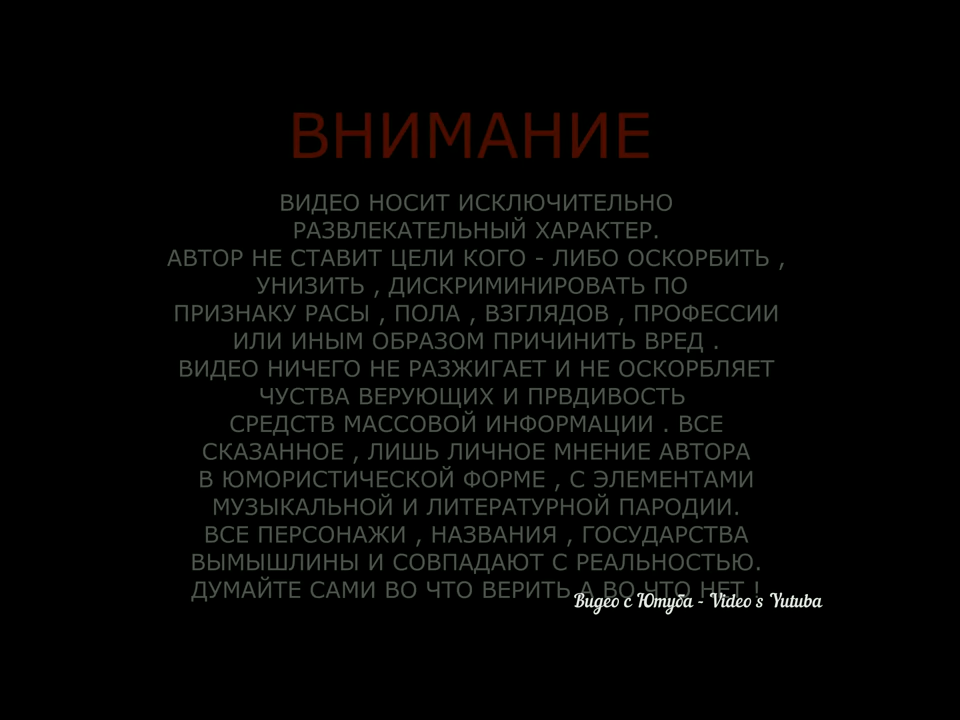 ВНИМАНИЕ
ВИДЕО НОСИТ ИСКЛЮЧИТЕЛЬНО
РАЗВЛЕКАТЕЛЬНЫЙ ХАРАКТЕР.
АВТОР НЕ СТАВИТ ЦЕЛИ КОГО - ЛИБО ОСКОРБИТЬ ,
УНИЗИТЬ , ДИСКРИМИНИРОВАТЬ ПО
ПРИЗНАКУ РАСЫ , ПОЛА , ВЗГЛЯДОВ , ПРОФЕССИИ
ИЛИ ИНЫМ ОБРАЗОМ ПРИЧИНИТЬ ВРЕД .
ВИДЕО НИЧЕГО НЕ РАЗЖИГАЕТ И НЕ ОСКОРБЛЯЕТ
ЧУСТВА ВЕРУЮЩИХ И ПРВДИВОСТЬ
СРЕДСТВ МАССОВОЙ ИНФОРМАЦИИ . ВСЕ
СКАЗАННОЕ , ЛИШЬ ЛИЧНОЕ МНЕНИЕ АВТОРА
В ЮМОРИСТИЧЕСКОЙ ФОРМЕ , С ЭЛЕМЕНТАМИ
МУЗЫКАЛЬНОЙ И ЛИТЕРАТУРНОЙ ПАРОДИИ.
ВСЕ ПЕРСОНАЖИ , НАЗВАНИЯ , ГОСУДАРСТВА
ВЫМЫШЛИНЫ И СОВПАДАЮТ С РЕАЛЬНОСТЬЮ.
ДУМАЙТЕ САМИ ВО ЧТО ВЕРИТЬ А ВО ЧТО НЕТ !
Видео с Ютуба - Video s Yutuba